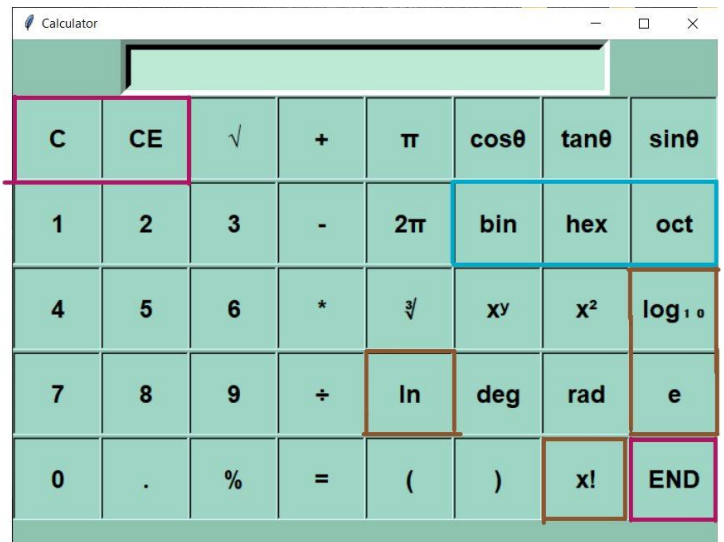 Calculator
C CE √ + π cosθ tanθ sinθ
1 2 3 - 2π bin hex oct
4 5 6 * ∛ xʸ x² log₁₀
7 8 9 ÷ ln deg rad e
0 . % = ( ) x! END